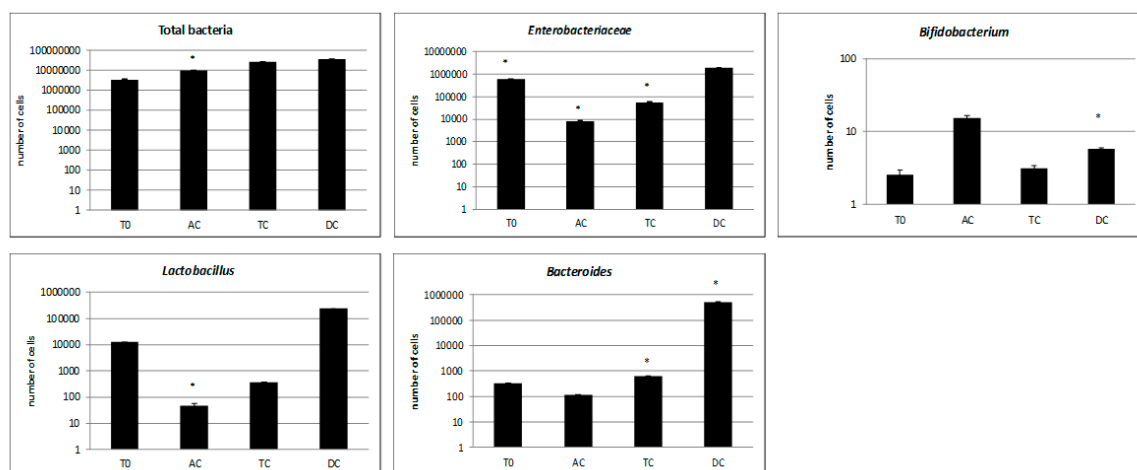 Total bacteria
number of cells
100000000
10000000
1000000
100000
10000
1000
100
10
1
*
T0 AC TC DC
Enterobacteriaceae
number of cells
10000000
1000000
100000
10000
1000
100
10
1
* * *
T0 AC TC DC
Bifidobacterium
number of cells
100
10
1
*
T0 AC TC DC
Lactobacillus
number of cells
1000000
100000
10000
1000
100
10
1
*
T0 AC TC DC
Bacteroides
number of cells
1000000
100000
10000
1000
100
10
1
* *
T0 AC TC DC